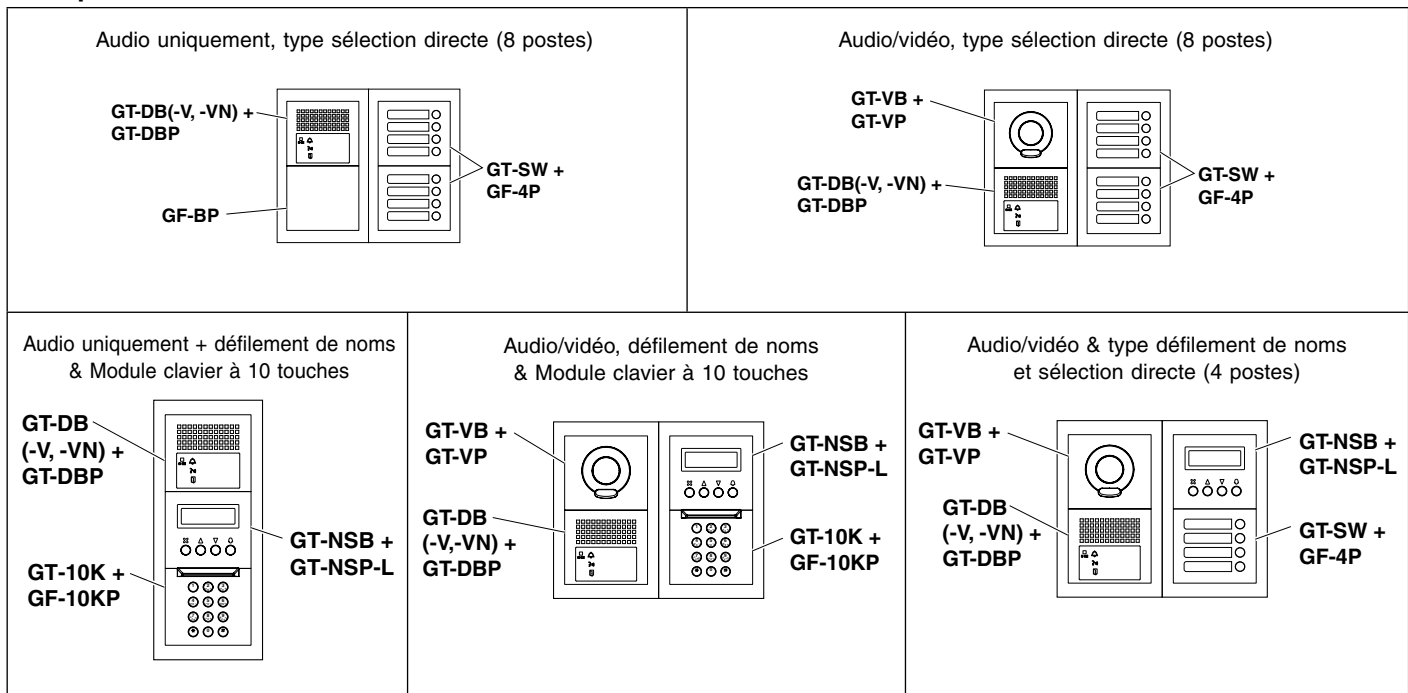 Audio uniquement, type sélection directe (8 postes)
GT-DB(-V, -VN) +
GT-DBP
GF-BP
GT-SW +
GF-4P
Audio/vidéo, type sélection directe (8 postes)
GT-VB +
GT-VP
GT-DB(-V, -VN) +
GT-DBP
GT-SW +
GF-4P
Audio uniquement + défilement de noms
& Module clavier à 10 touches
GT-DB
(-V, -VN) +
GT-DBP
GT-NSB +
GT-NSP-L
GT-10K +
GF-10KP
Audio/vidéo, défilement de noms
& Module clavier à 10 touches
GT-VB +
GT-VP
GT-NSB +
GT-NSP-L
GT-DB
(-V,-VN) +
GT-DBP
GT-10K +
GF-10KP
Audio/vidéo & type défilement de noms
et sélection directe (4 postes)
GT-VB +
GT-VP
GT-NSB +
GT-NSP-L
GT-DB
(-V, -VN) +
GT-DBP
GT-SW +
GF-4P